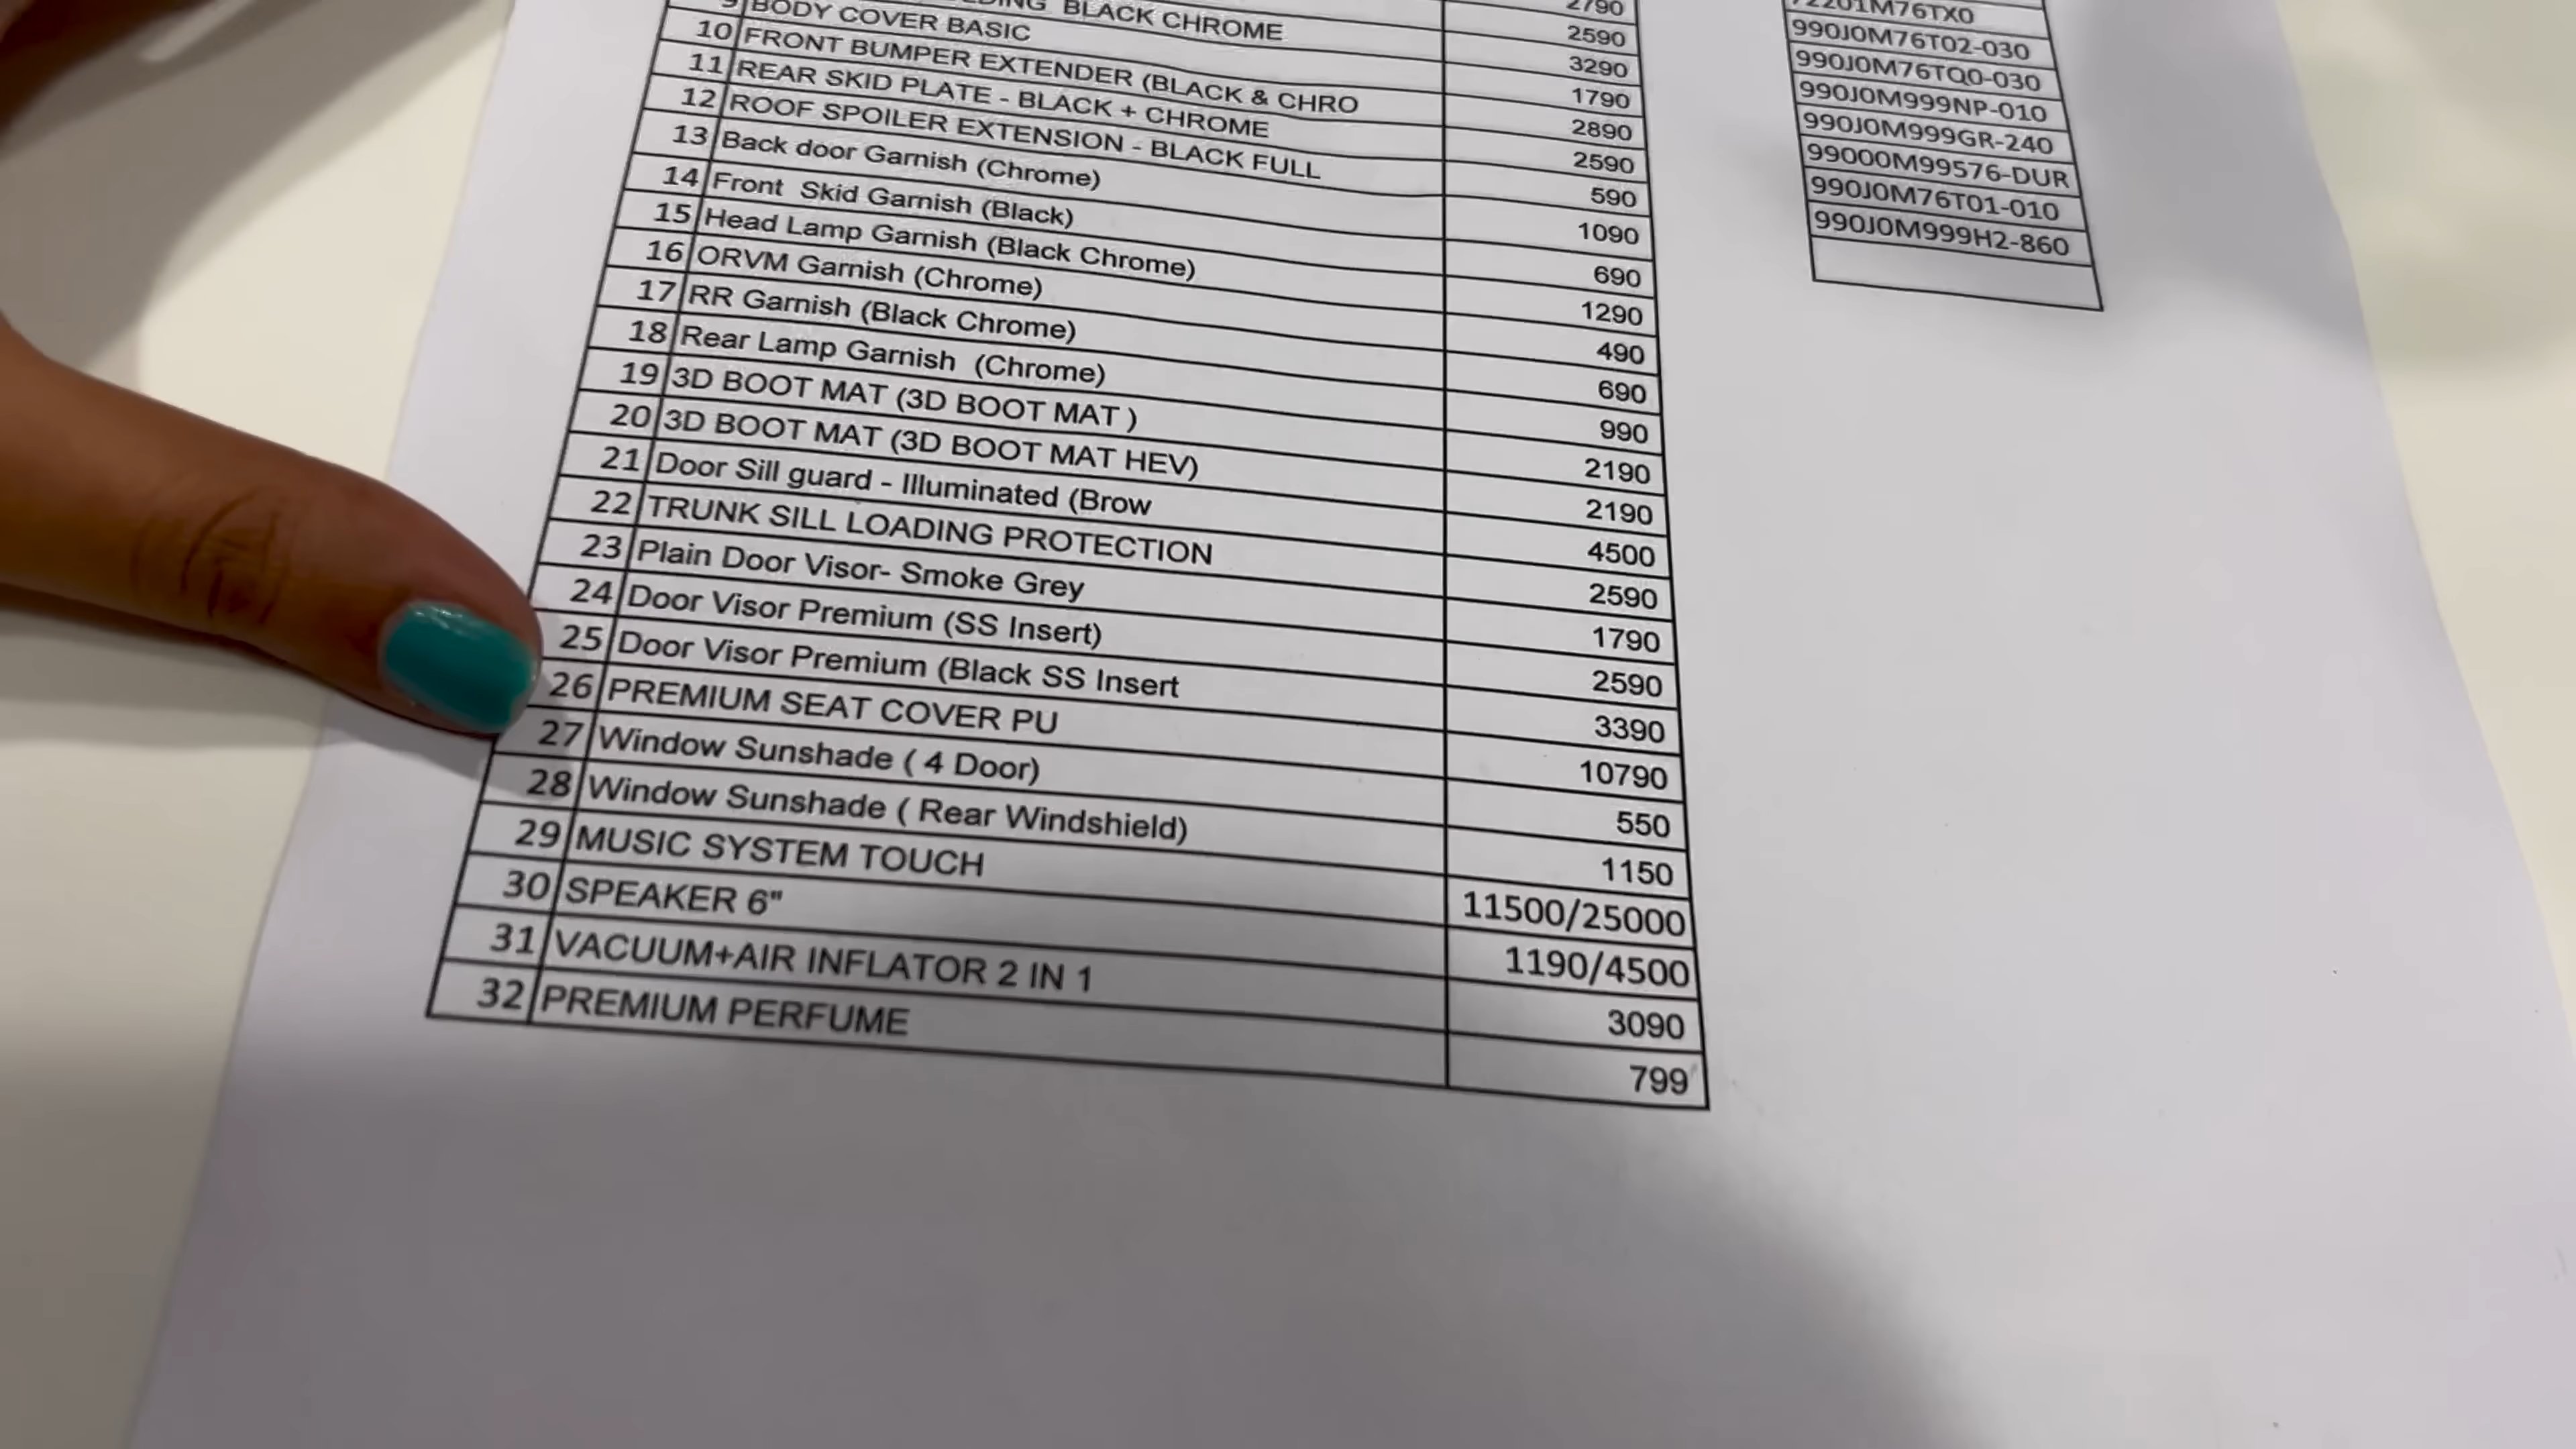 2790
2590
BLACK CHROME 3290
9 BODY COVER BASIC 1790
10 FRONT BUMPER EXTENDER (BLACK & CHRO 2890
11 REAR SKID PLATE - BLACK + CHROME 2590
12 ROOF SPOILER EXTENSION - BLACK FULL 590
13 Back door Garnish (Chrome) 1090
14 Front Skid Garnish (Black) 690
15 Head Lamp Garnish (Black Chrome) 1290
16 ORVM Garnish (Chrome) 490
17 RR Garnish (Black Chrome) 690
18 Rear Lamp Garnish (Chrome) 990
19 3D BOOT MAT (3D BOOT MAT ) 2190
20 3D BOOT MAT (3D BOOT MAT HEV) 2190
21 Door Sill guard - Illuminated (Brow 4500
22 TRUNK SILL LOADING PROTECTION 2590
23 Plain Door Visor- Smoke Grey 1790
24 Door Visor Premium (SS Insert) 2590
25 Door Visor Premium (Black SS Insert 3390
26 PREMIUM SEAT COVER PU 10790
27 Window Sunshade ( 4 Door) 550
28 Window Sunshade ( Rear Windshield) 1150
29 MUSIC SYSTEM TOUCH 11500/25000
30 SPEAKER 6" 1190/4500
31 VACUUM+AIR INFLATOR 2 IN 1 3090
32 PREMIUM PERFUME 799
990J0M76T02-030
990J0M76TQ0-030
990J0M999NP-010
990J0M999GR-240
99000M99576-DUR
990J0M76T01-010
990J0M999H2-860